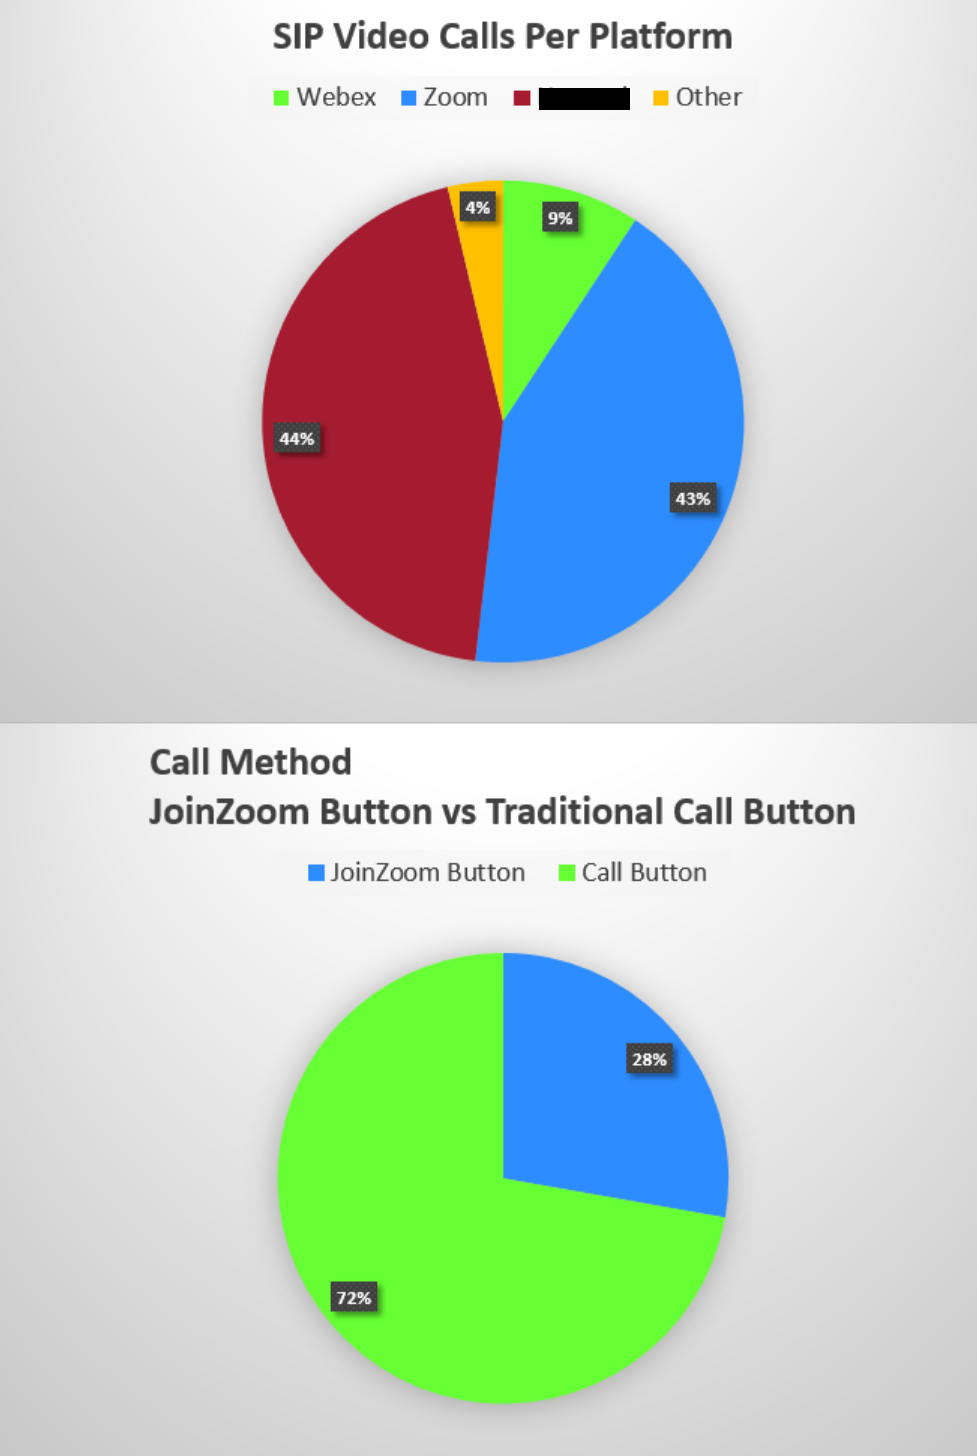 SIP Video Calls Per Platform
Webex Zoom Other
4%
9%
44%
43%
Call Method
JoinZoom Button vs Traditional Call Button
JoinZoom Button Call Button
28%
72%